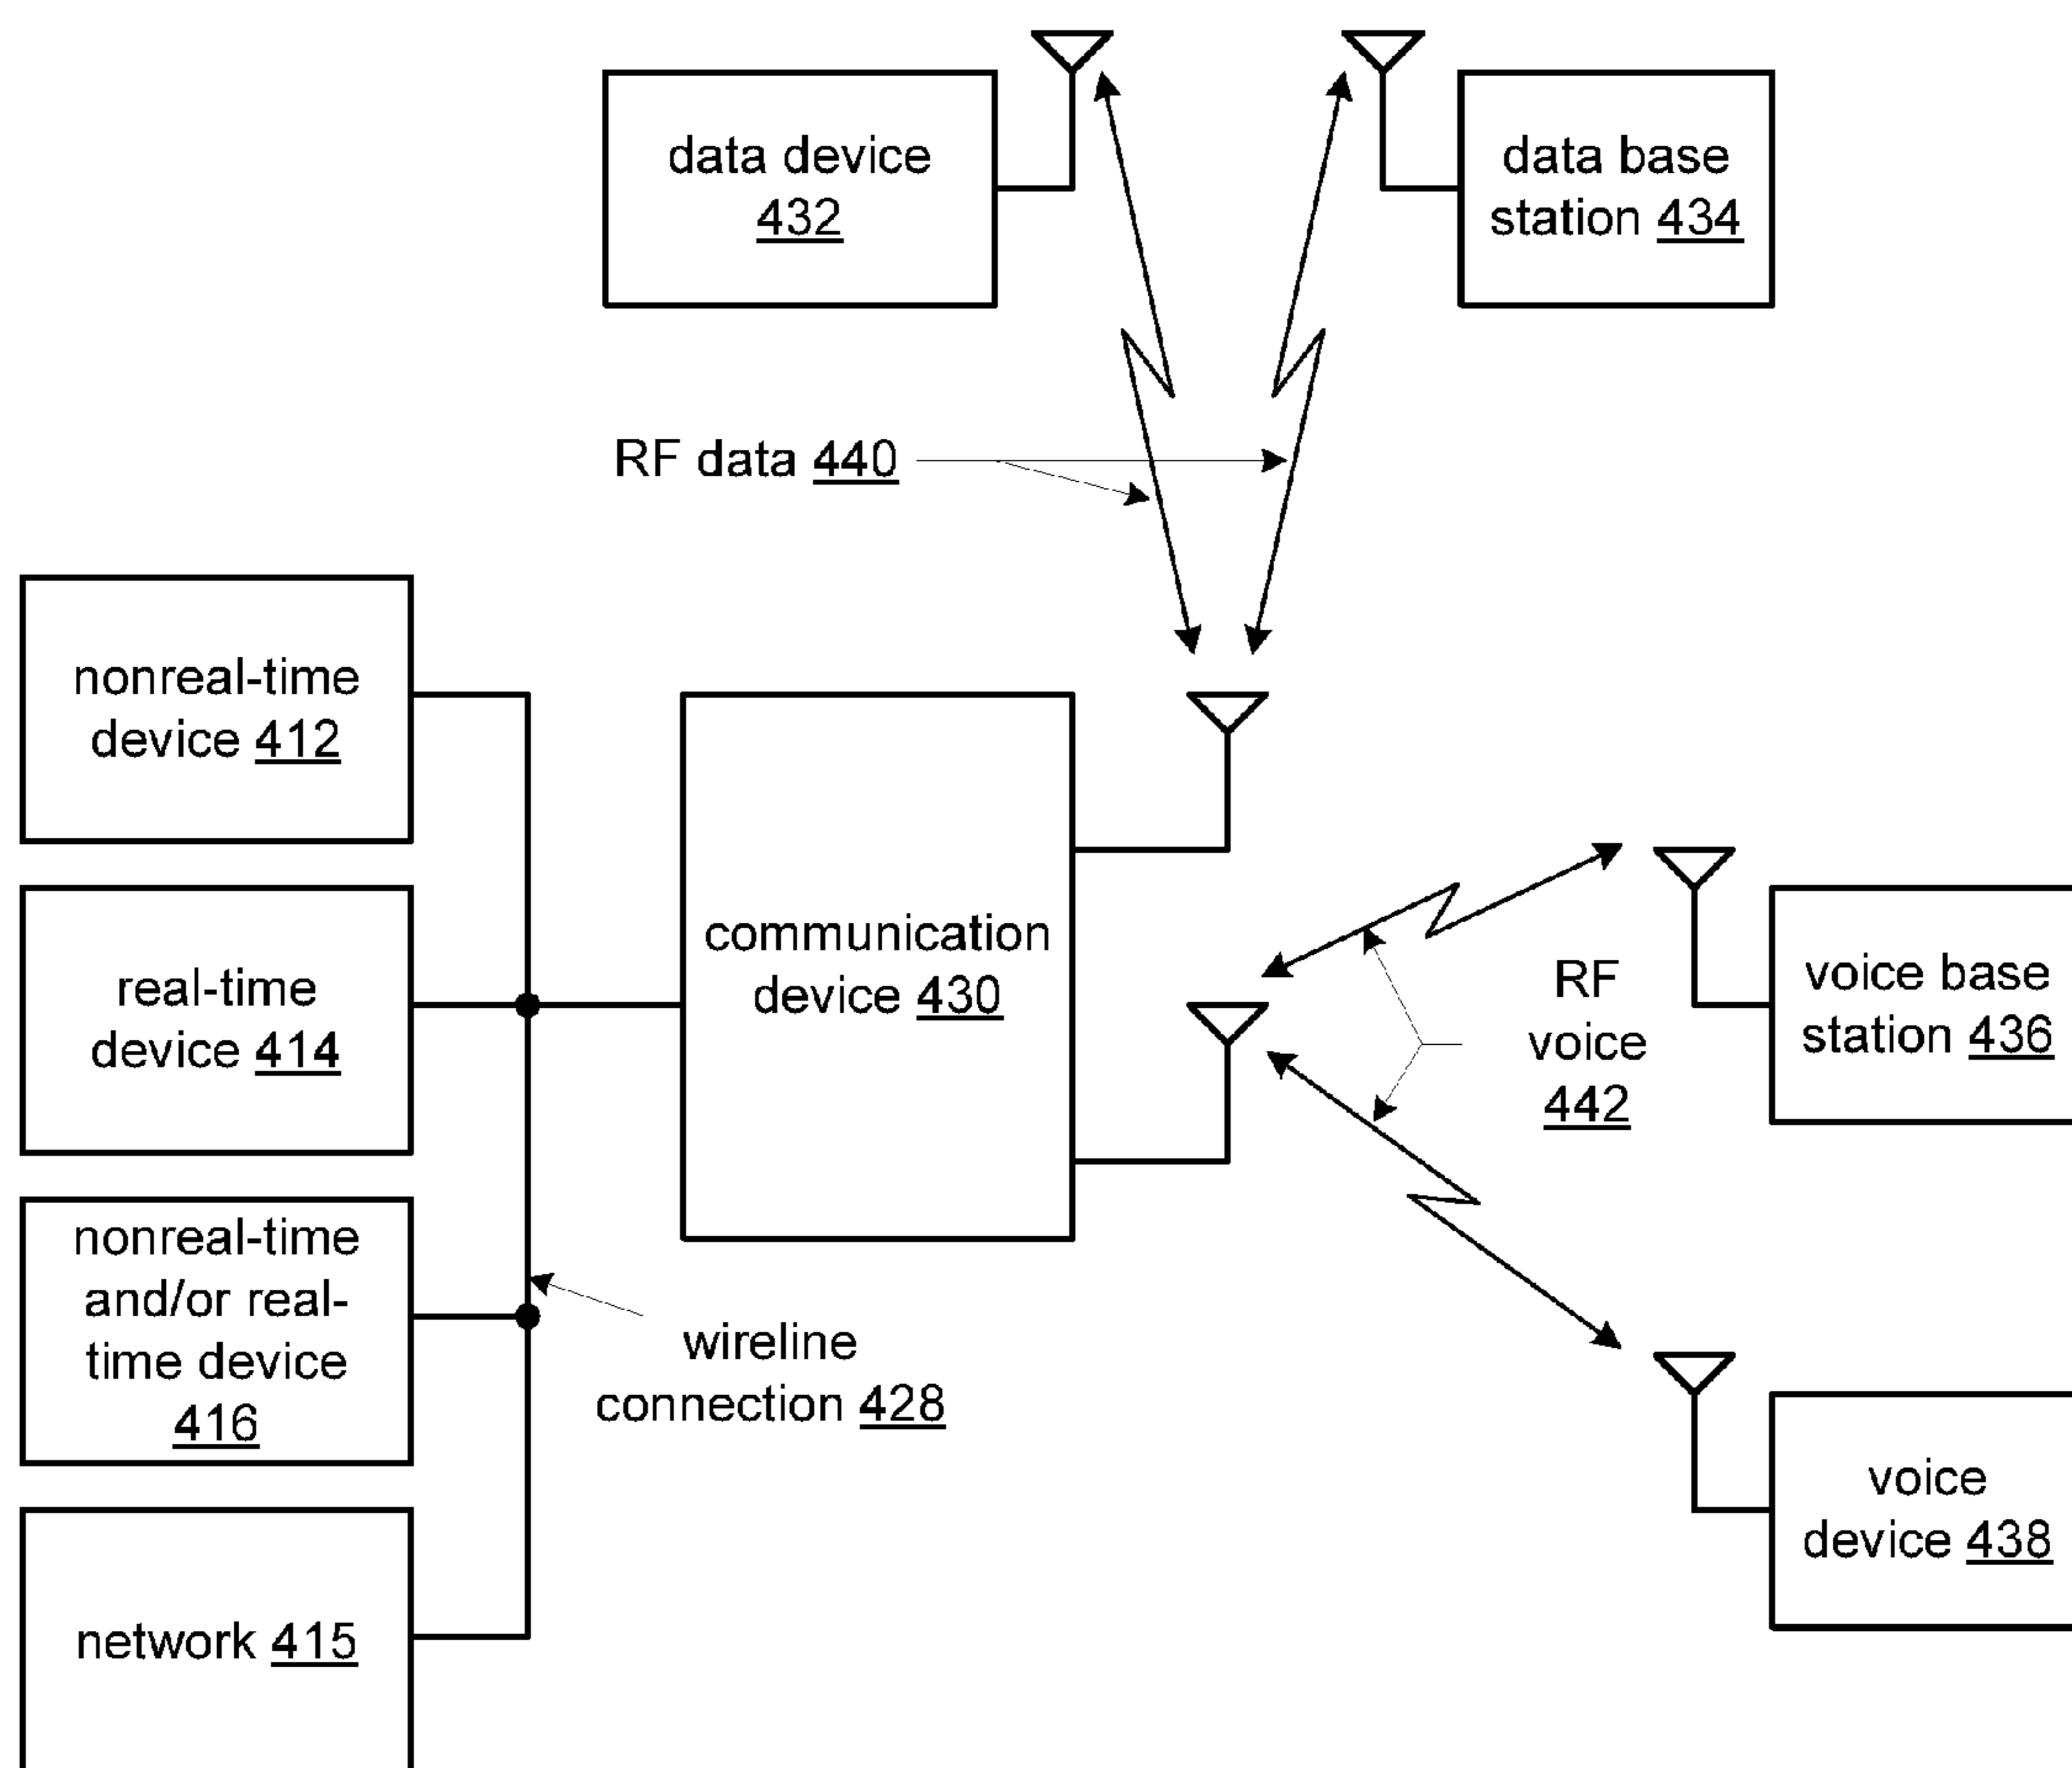 data device
432
data base
station 434
RF data 440
nonreal-time
device 412
communication
device 430
real-time
device 414
RF
voice
442
voice base
station 436
nonreal-time
and/or real-
time device
416
wireline
connection 428
voice
device 438
network 415